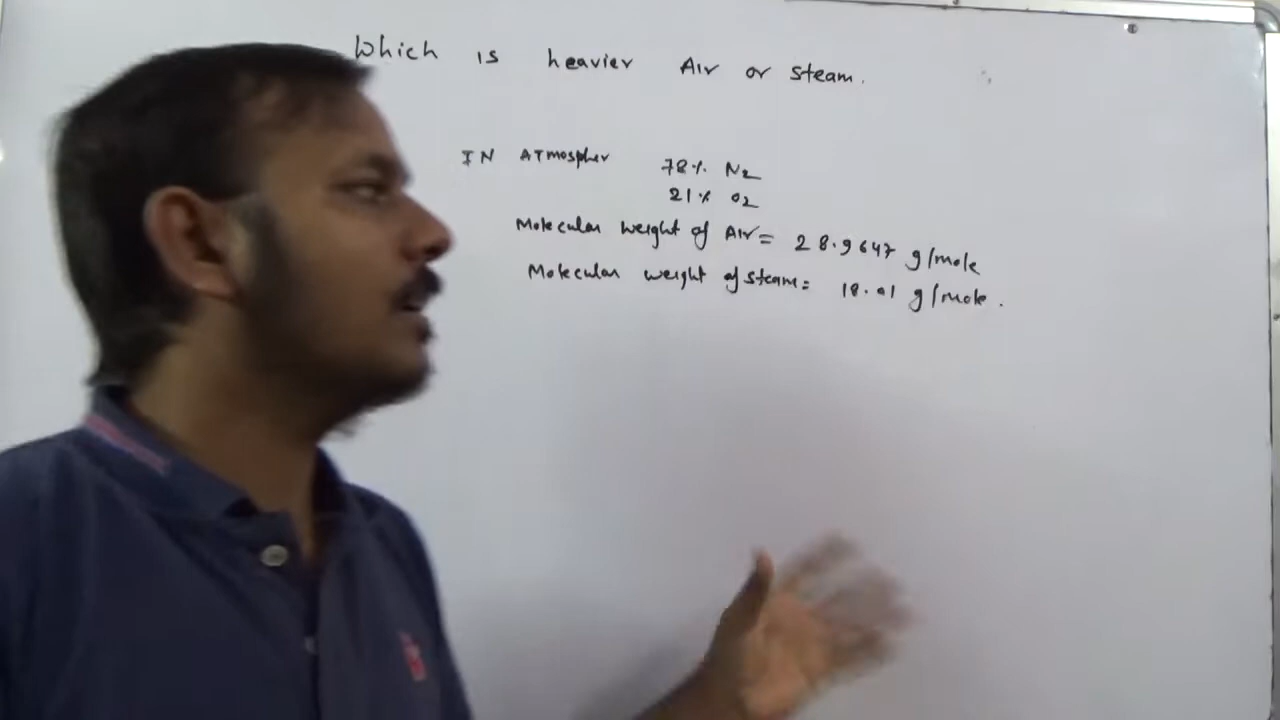 Which is heavier Air or steam.
IN ATmospher 78% N2
21% O2
Molecular weight of Air= 28.9647 g/mole
Molecular weight of steam= 18.01 g/mole.